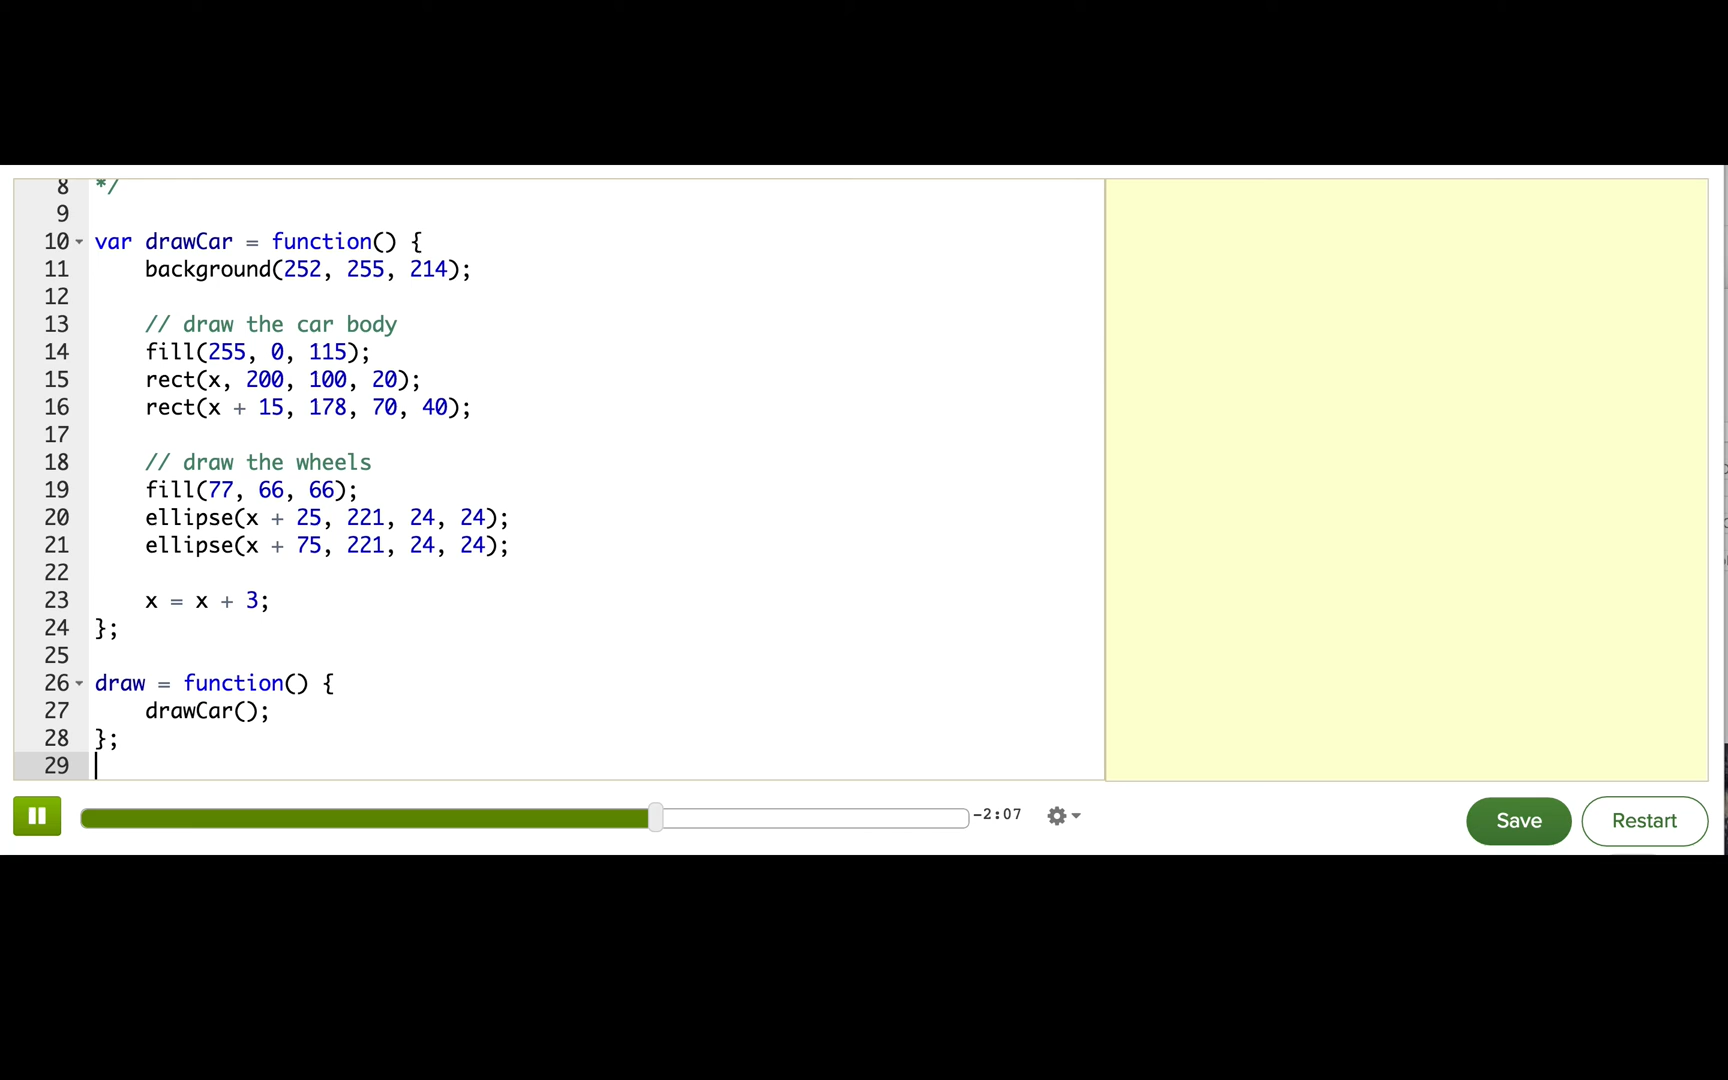 8 */
9
10 var drawCar = function() {
11 background(252, 255, 214);
12
13 // draw the car body
14 fill(255, 0, 115);
15 rect(x, 200, 100, 20);
16 rect(x + 15, 178, 70, 40);
17
18 // draw the wheels
19 fill(77, 66, 66);
20 ellipse(x + 25, 221, 24, 24);
21 ellipse(x + 75, 221, 24, 24);
22
23 x = x + 3;
24 };
25
26 draw = function() {
27 drawCar();
28 };
29
-2:07
Save
Restart